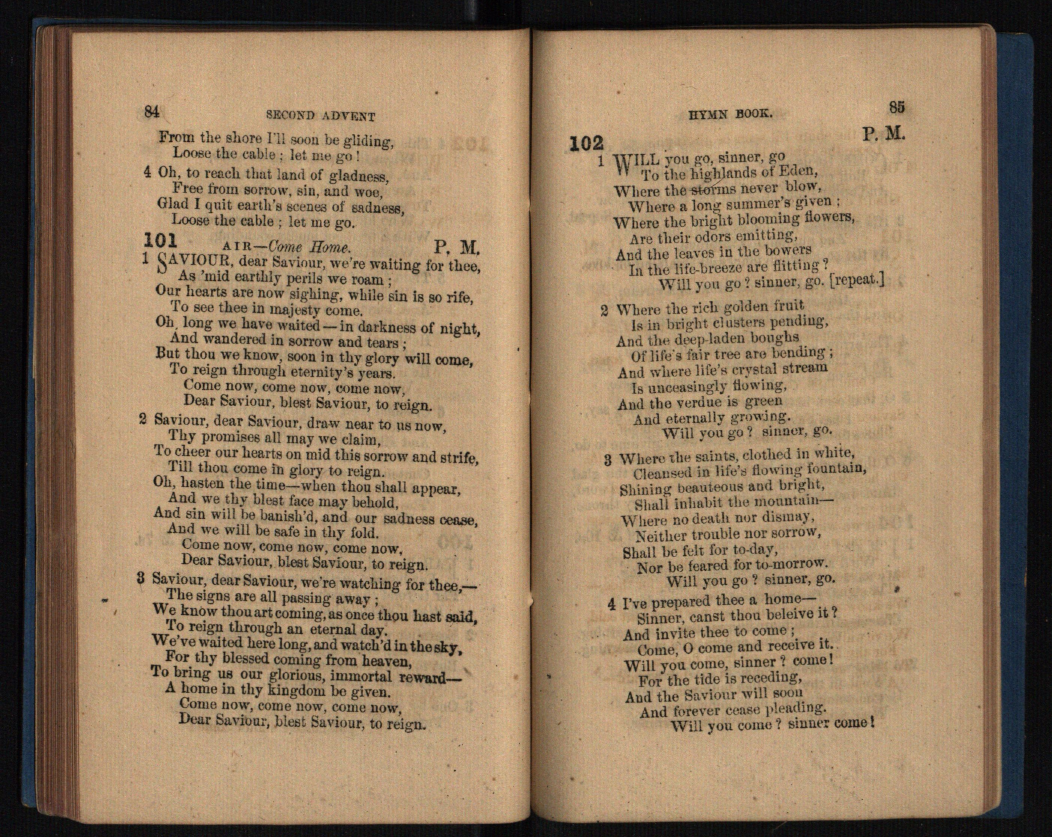 84
SECOND ADVENT
From the shore I'll soon be gliding,
Loose the cable ; let me go !
4 Oh, to reach that land of gladness,
Free from sorrow, sin, and woe,
Glad I quit earth's scenes of sadness,
Loose the cable ; let me go.
101 AIR—Come Home. P. M.
1 SAVIOUR, dear Saviour, we're waiting for thee,
As 'mid earthly perils we roam ;
Our hearts are now sighing, while sin is so rife,
To see thee in majesty come.
Oh, long we have waited—in darkness of night,
And wandered in sorrow and tears ;
But thou we know, soon in thy glory will come,
To reign through eternity's years.
Come now, come now, come now,
Dear Saviour, blest Saviour, to reign.
2 Saviour, dear Saviour, draw near to us now,
Thy promises all may we claim,
To cheer our hearts on mid this sorrow and strife,
Till thou come in glory to reign.
Oh, hasten the time—when thou shall appear,
And we thy blest face may behold,
And sin will be banish'd, and our sadness cease,
And we will be safe in thy fold.
Come now, come now, come now,
Dear Saviour, blest Saviour, to reign.
3 Saviour, dear Saviour, we're watching for thee,—
The signs are all passing away ;
We know thou art coming, as once thou hast said,
To reign through an eternal day.
We've waited here long, and watch'd in the sky,
For thy blessed coming from heaven,
To bring us our glorious, immortal reward—
A home in thy kingdom be given.
Come now, come now, come now,
Dear Saviour, blest Saviour, to reign.
HYMN BOOK.
85
102 P. M.
1 WILL you go, sinner, go
To the highlands of Eden,
Where the storms never blow,
Where a long summer's given ;
Where the bright blooming flowers,
Are their odors emitting,
And the leaves in the bowers
In the life-breeze are flitting ?
Will you go ? sinner, go. [repeat.]
2 Where the rich golden fruit
Is in bright clusters pending,
And the deep-laden boughs
Of life's fair tree are bending ;
And where life's crystal stream
Is unceasingly flowing,
And the verdue is green
And eternally growing.
Will you go ? sinner, go.
3 Where the saints, clothed in white,
Cleansed in life's flowing fountain,
Shining beauteous and bright,
Shall inhabit the mountain—
Where no death nor dismay,
Neither trouble nor sorrow,
Shall be felt for to-day,
Nor be feared for to-morrow.
Will you go ? sinner, go.
4 I've prepared thee a home—
Sinner, canst thou beleive it ?
And invite thee to come ;
Come, O come and receive it.
Will you come, sinner ? come !
For the tide is receding,
And the Saviour will soon
And forever cease pleading.
Will you come ? sinner come !